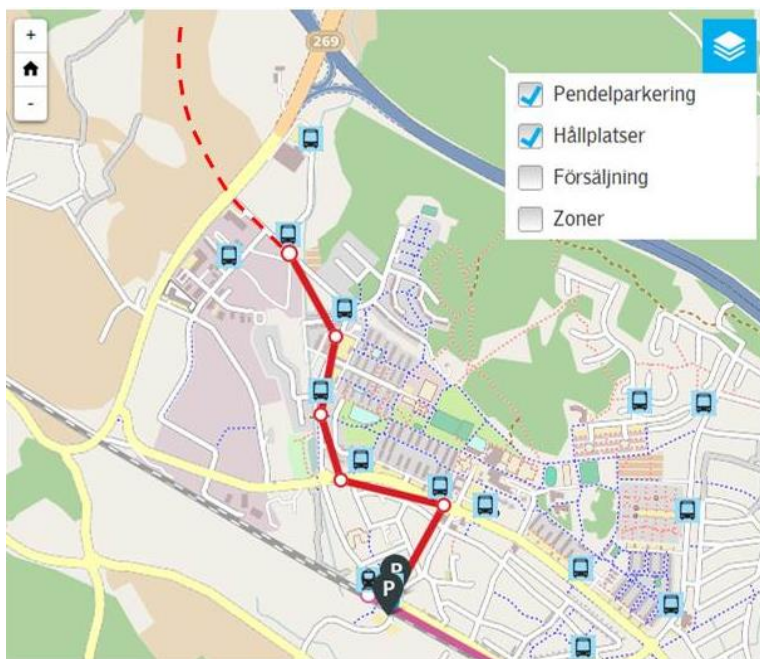 +
-
269
Pendelparkering
Hållplatser
Försäljning
Zoner
P
P